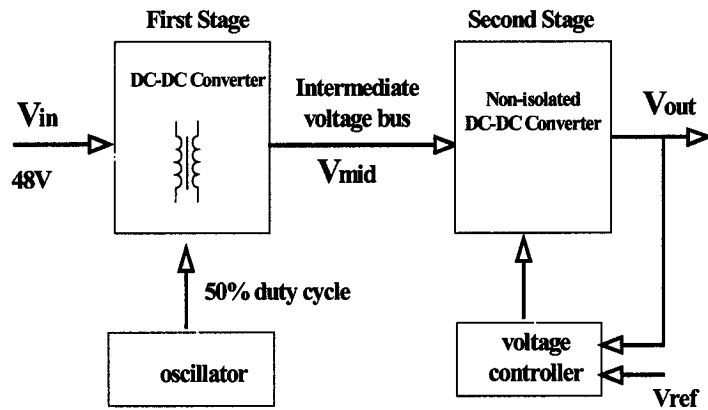 First Stage
Second Stage
DC-DC Converter
Non-isolated
DC-DC Converter
Vin
48V
Intermediate
voltage bus
Vmid
Vout
50% duty cycle
oscillator
voltage
controller
Vref